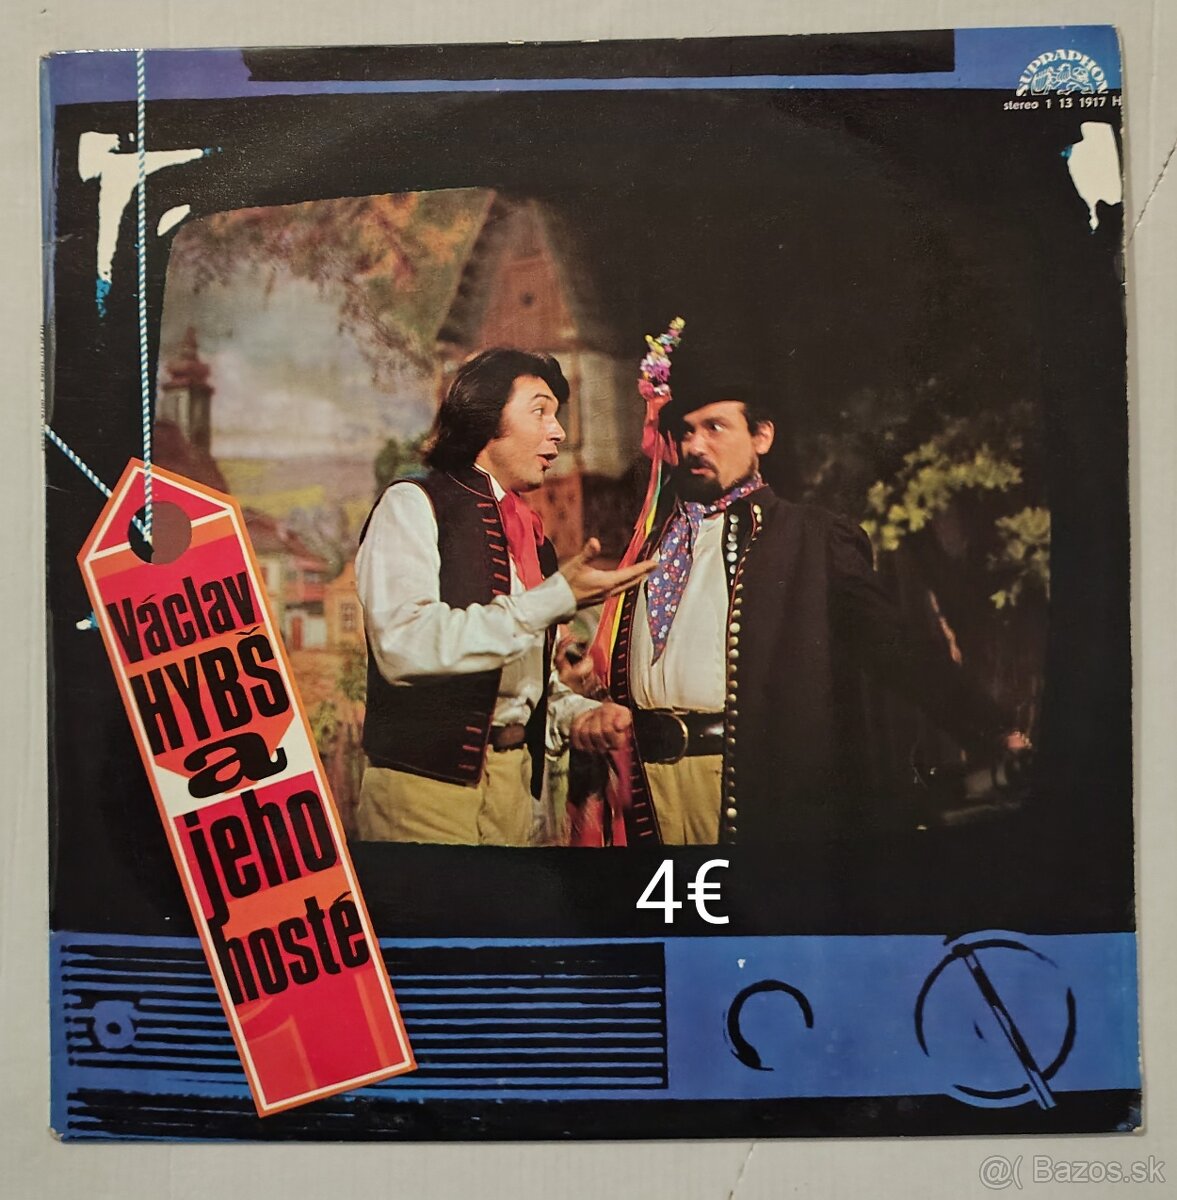 SUPRAPHON
stereo 1 13 1917 H
Václav
HYBŠ
a
jeho
hosté
4€
@( Bazos.sk